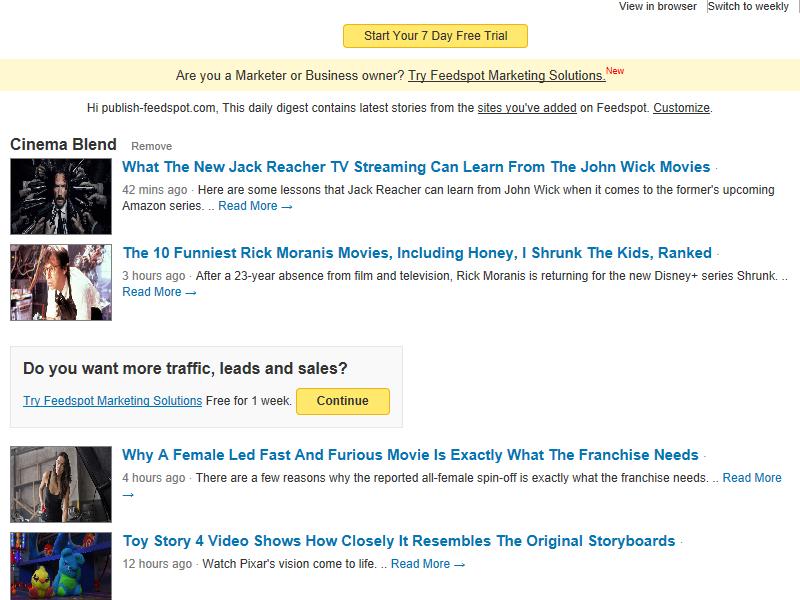 View in browser Switch to weekly
Start Your 7 Day Free Trial
Are you a Marketer or Business owner? Try Feedspot Marketing Solutions. New
Hi publish-feedspot.com, This daily digest contains latest stories from the sites you've added on Feedspot. Customize.
Cinema Blend Remove
What The New Jack Reacher TV Streaming Can Learn From The John Wick Movies ·
42 mins ago · Here are some lessons that Jack Reacher can learn from John Wick when it comes to the former's upcoming
Amazon series. .. Read More →
The 10 Funniest Rick Moranis Movies, Including Honey, I Shrunk The Kids, Ranked ·
3 hours ago · After a 23-year absence from film and television, Rick Moranis is returning for the new Disney+ series Shrunk. ..
Read More →
Do you want more traffic, leads and sales?
Try Feedspot Marketing Solutions Free for 1 week. Continue
Why A Female Led Fast And Furious Movie Is Exactly What The Franchise Needs ·
4 hours ago · There are a few reasons why the reported all-female spin-off is exactly what the franchise needs. .. Read More
→
Toy Story 4 Video Shows How Closely It Resembles The Original Storyboards ·
12 hours ago · Watch Pixar's vision come to life. .. Read More →